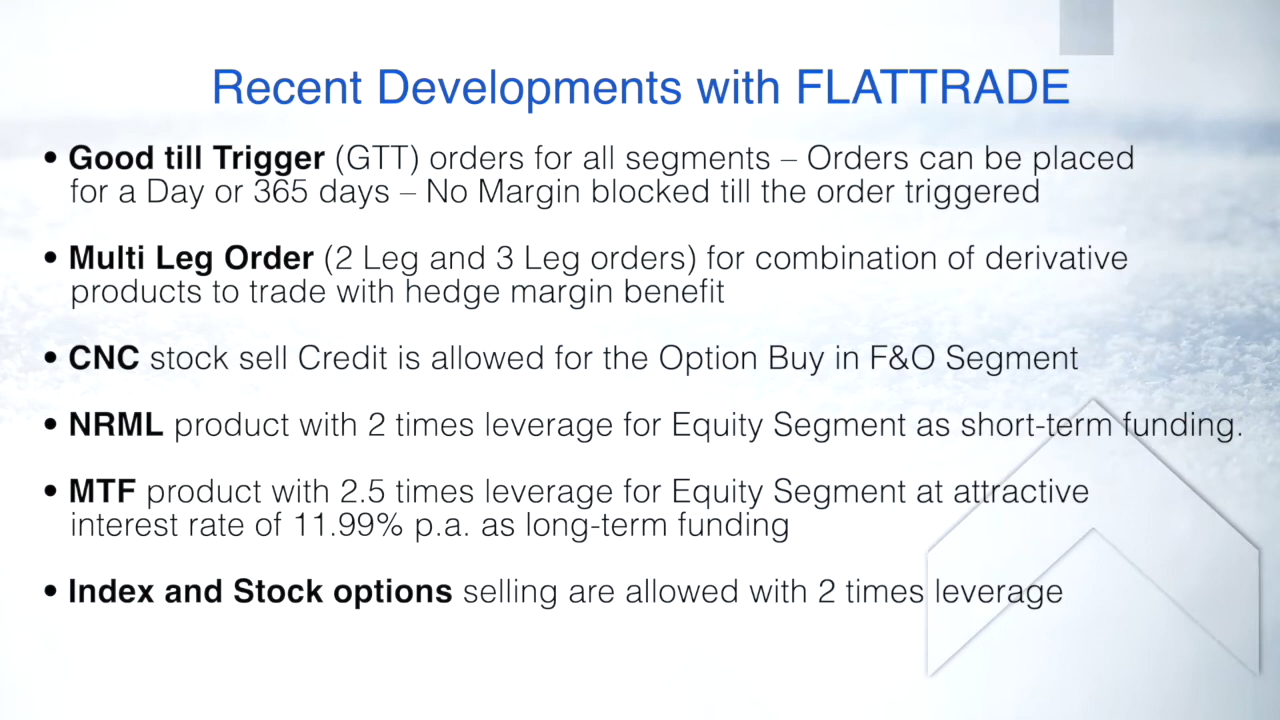 Recent Developments with FLATTRADE
• Good till Trigger (GTT) orders for all segments – Orders can be placed
for a Day or 365 days – No Margin blocked till the order triggered
• Multi Leg Order (2 Leg and 3 Leg orders) for combination of derivative
products to trade with hedge margin benefit
• CNC stock sell Credit is allowed for the Option Buy in F&O Segment
• NRML product with 2 times leverage for Equity Segment as short-term funding.
• MTF product with 2.5 times leverage for Equity Segment at attractive
interest rate of 11.99% p.a. as long-term funding
• Index and Stock options selling are allowed with 2 times leverage